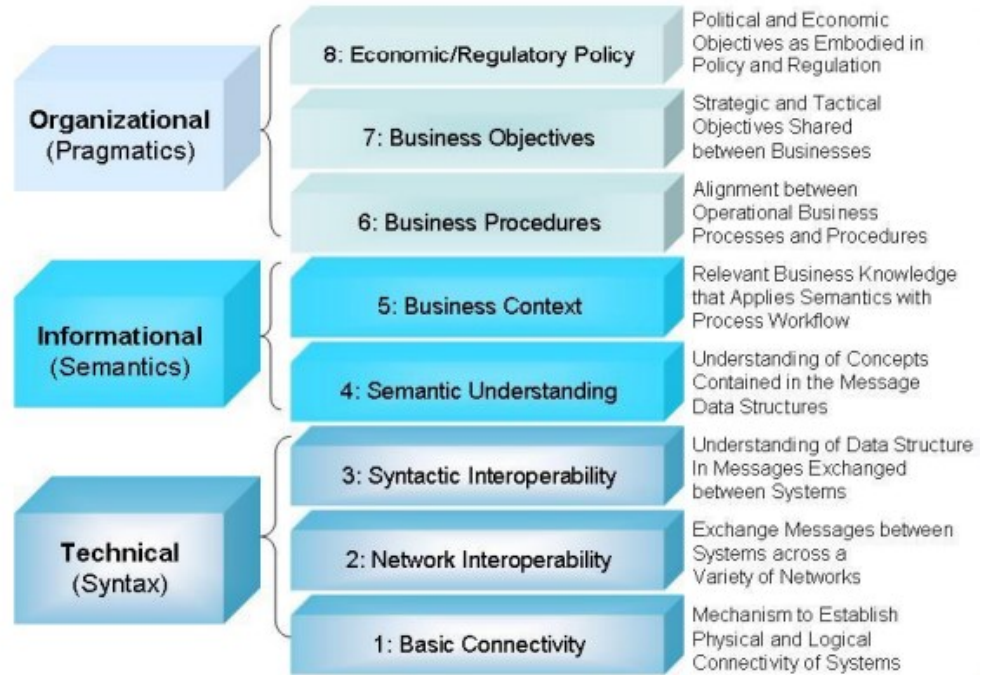 Organizational
(Pragmatics)
8: Economic/Regulatory Policy
Political and Economic
Objectives as Embodied in
Policy and Regulation
7: Business Objectives
Strategic and Tactical
Objectives Shared
between Businesses
6: Business Procedures
Alignment between
Operational Business
Processes and Procedures
Informational
(Semantics)
5: Business Context
Relevant Business Knowledge
that Applies Semantics with
Process Workflow
4: Semantic Understanding
Understanding of Concepts
Contained in the Message
Data Structures
Technical
(Syntax)
3: Syntactic Interoperability
Understanding of Data Structure
In Messages Exchanged
between Systems
2: Network Interoperability
Exchange Messages between
Systems across a
Variety of Networks
1: Basic Connectivity
Mechanism to Establish
Physical and Logical
Connectivity of Systems